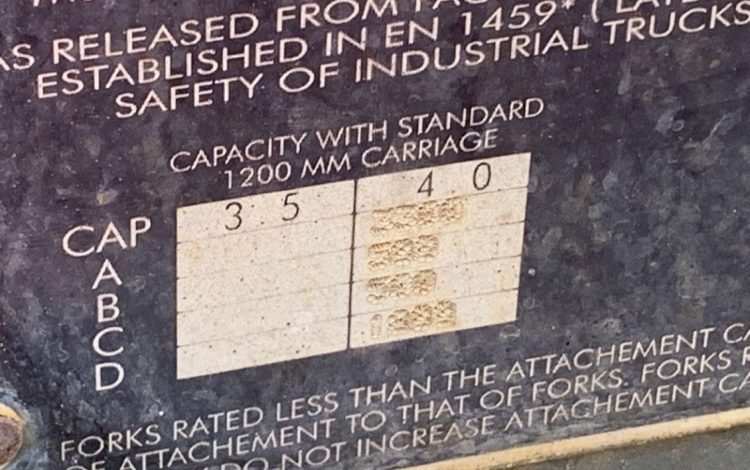 AS RELEASED FROM
ESTABLISHED IN EN 1459* (
SAFETY OF INDUSTRIAL TRUCKS
CAPACITY WITH STANDARD
1200 MM CARRIAGE
CAP 3.5 4.0
A
B
C
D
FORKS RATED LESS THAN THE ATTACHEMENT
OF ATTACHEMENT TO THAT OF FORKS. FORKS
DO NOT INCREASE ATTACHEMENT